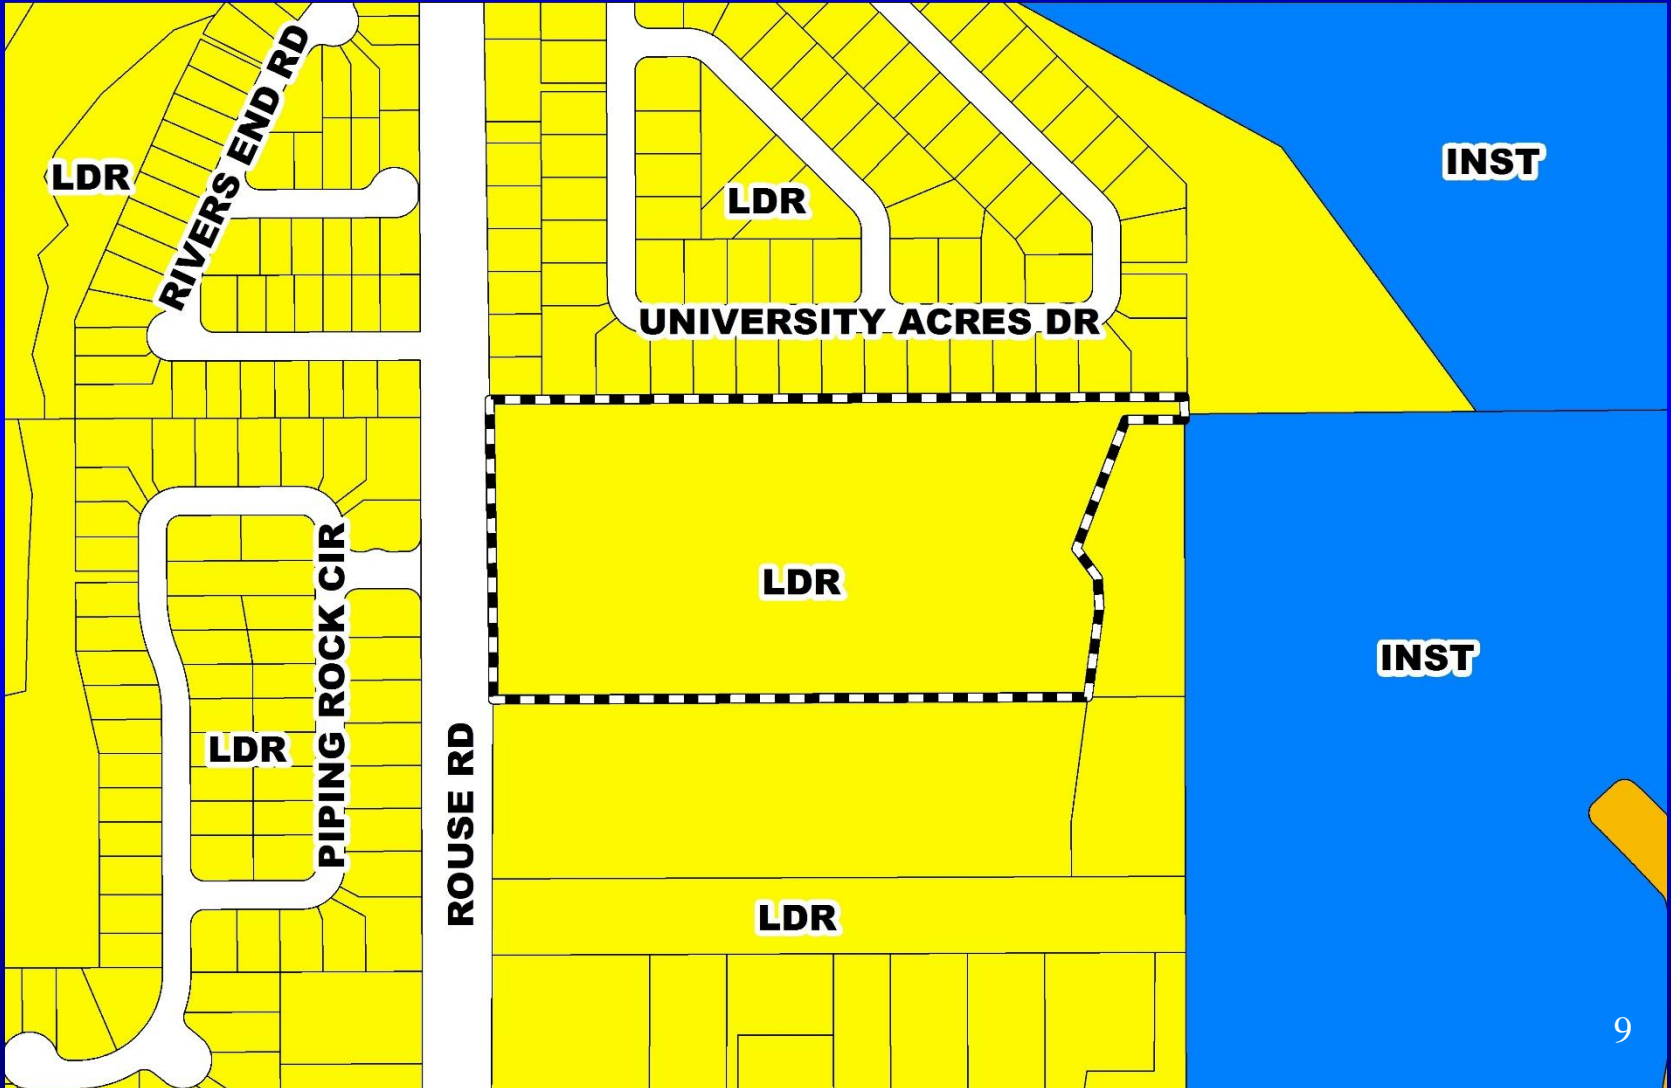 RIVERS END RD
LDR
LDR
INST
UNIVERSITY ACRES DR
PIPING ROCK CIR
LDR
INST
LDR
ROUSE RD
LDR
9